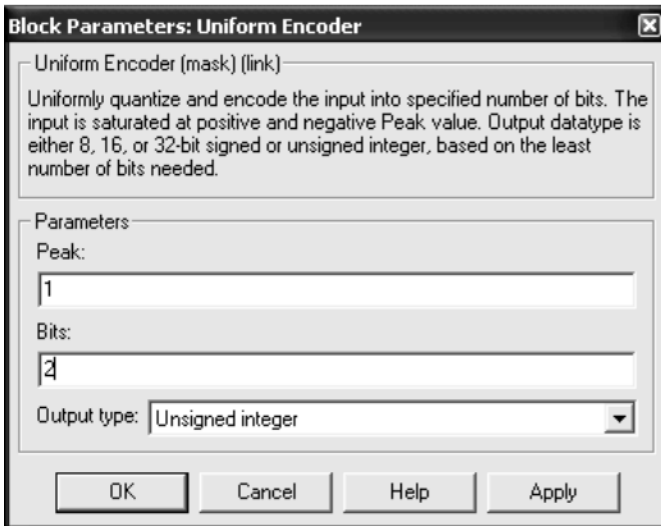 Block Parameters: Uniform Encoder
Uniform Encoder (mask) (link)
Uniformly quantize and encode the input into specified number of bits. The
input is saturated at positive and negative Peak value. Output datatype is
either 8, 16, or 32-bit signed or unsigned integer, based on the least
number of bits needed.
Parameters
Peak:
1
Bits:
2
Output type: Unsigned integer
OK Cancel Help Apply